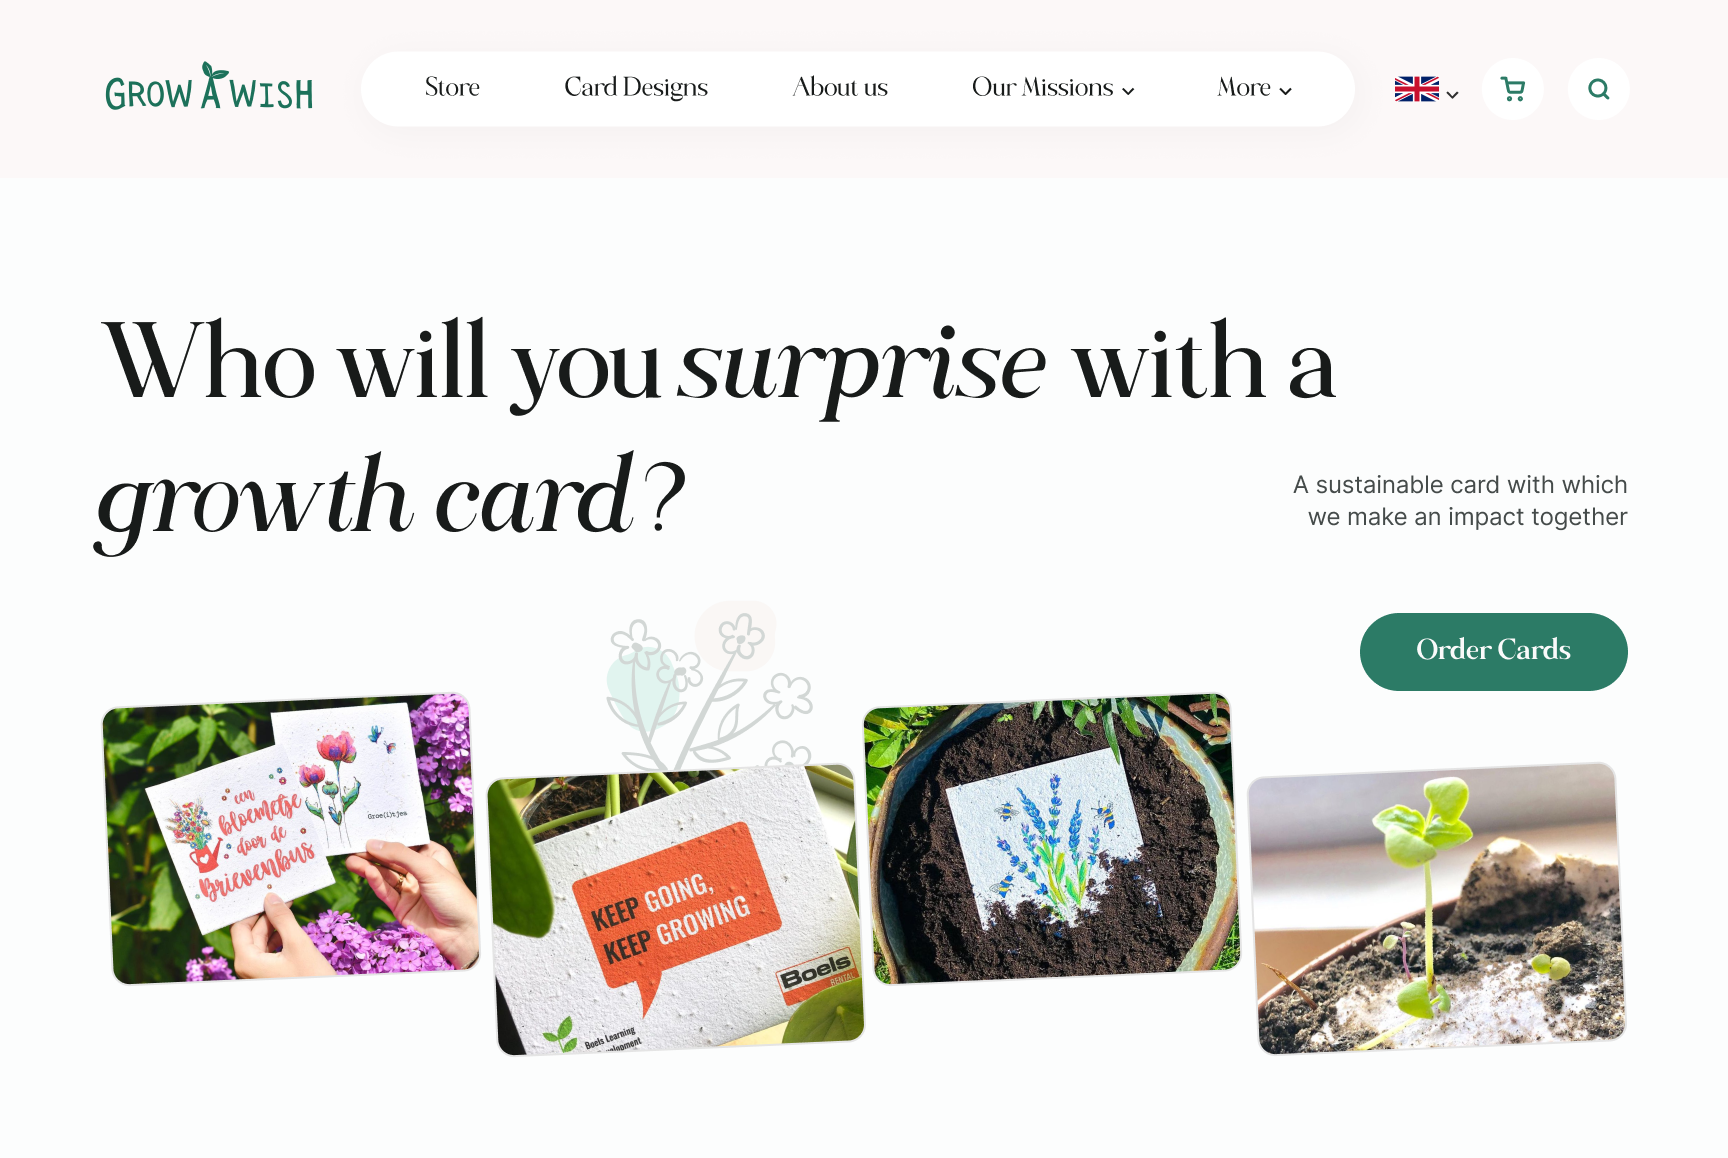 GROW A WISH
Store
Card Designs
About us
Our Missions
More
Who will you surprise with a
growth card?
A sustainable card with which
we make an impact together
Order Cards
een
bloemetje
door de
Brievenbus
Groe(i)tjes
KEEP GOING,
KEEP GROWING
Boels
RENTAL
Boels Learning